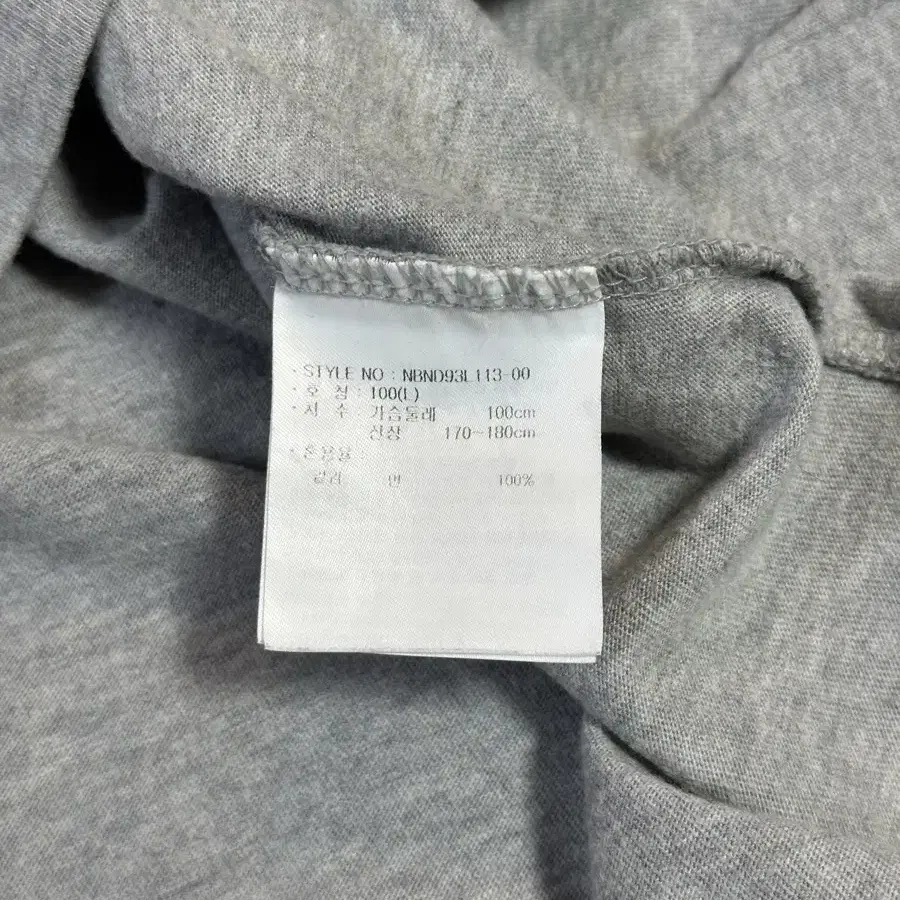 · STYLE NO : NBND93L113-00
· 호 칭 : 100(L)
· 치 수 : 가슴둘레 100cm
신장 170~180cm
· 혼용율 :
겉감 면 100%